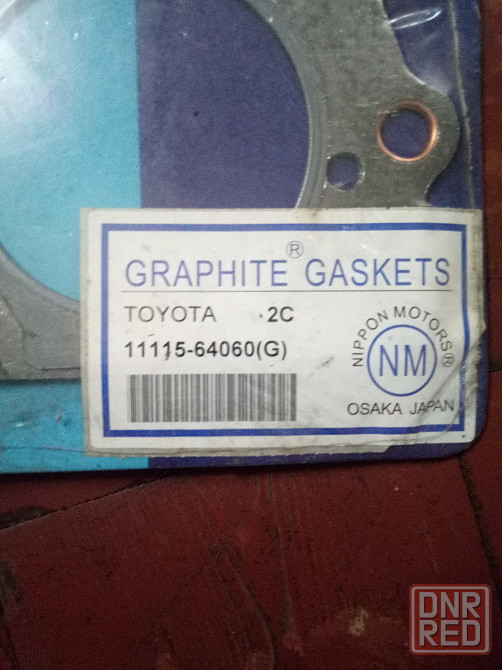 GRAPHITE® GASKETS
TOYOTA 2C
11115-64060(G)
NIPPON MOTORS®
NM
OSAKA JAPAN
DNR
RED